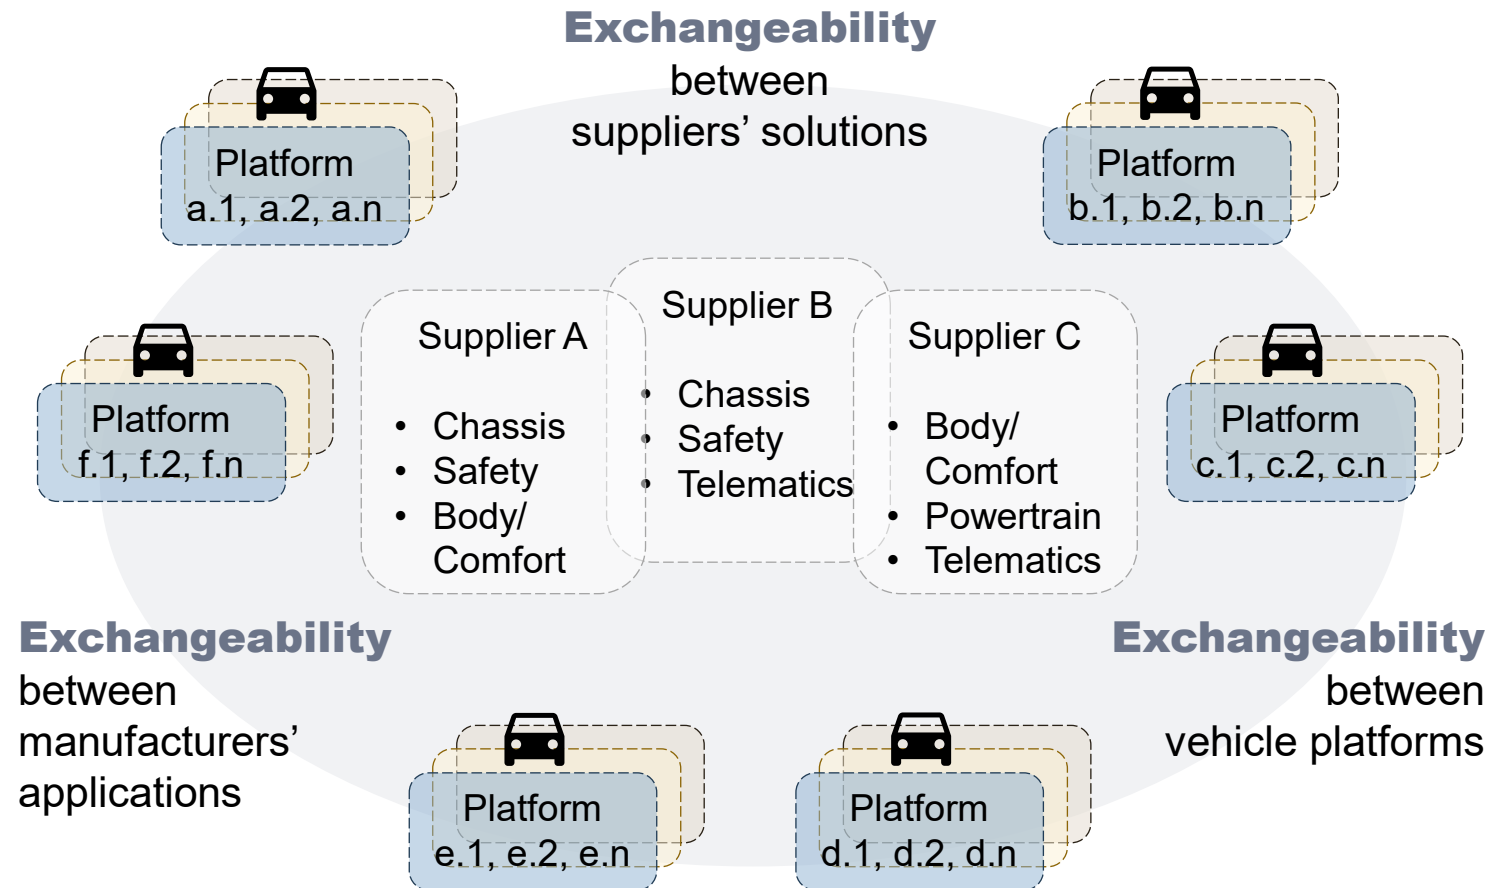 Exchangeability
between
suppliers’ solutions
Platform
a.1, a.2, a.n
Platform
b.1, b.2, b.n
Supplier A
• Chassis
• Safety
• Body/
Comfort
Supplier B
• Chassis
• Safety
• Telematics
Supplier C
• Body/
Comfort
• Powertrain
• Telematics
Platform
f.1, f.2, f.n
Platform
c.1, c.2, c.n
Exchangeability
between
manufacturers’
applications
Exchangeability
between
vehicle platforms
Platform
e.1, e.2, e.n
Platform
d.1, d.2, d.n